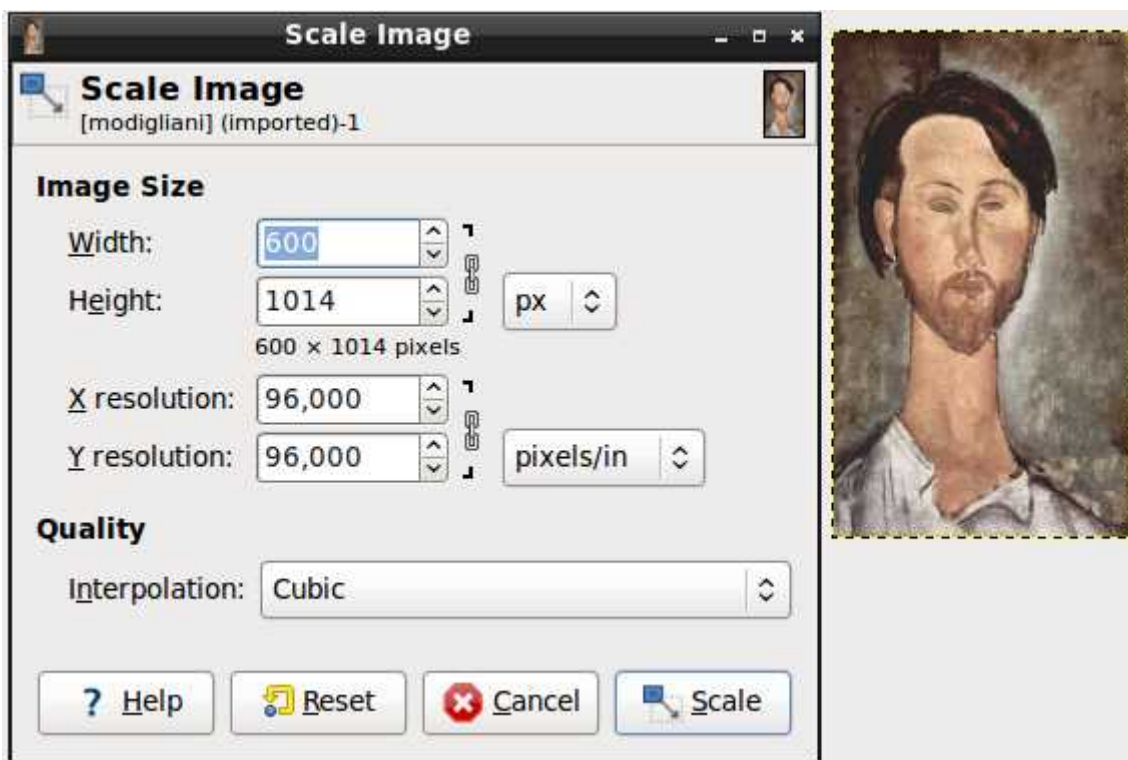 Scale Image
Scale Image
[modigliani] (imported)-1
Image Size
Width: 600
Height: 1014 px
600 × 1014 pixels
X resolution: 96,000
Y resolution: 96,000 pixels/in
Quality
Interpolation: Cubic
? Help Reset Cancel Scale